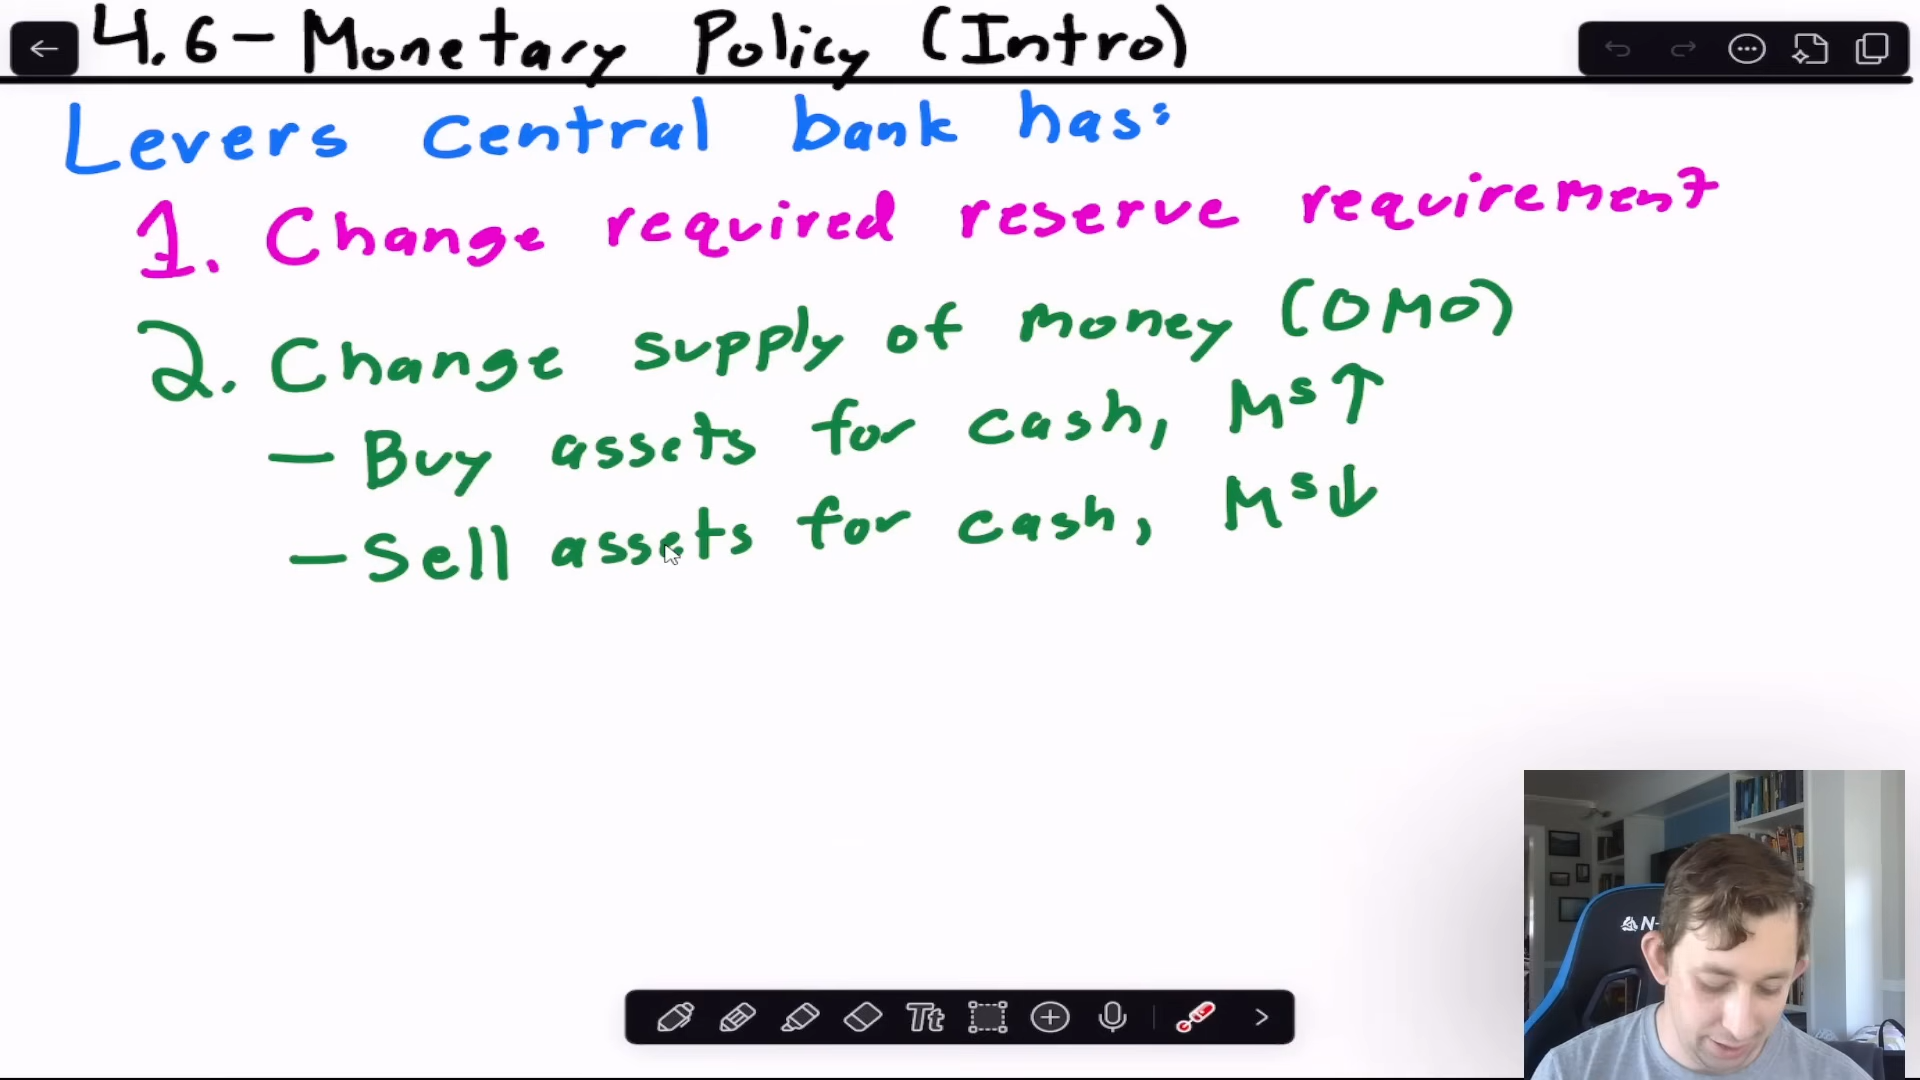 4.6 - Monetary Policy (Intro)
Levers central bank has:
1. Change required reserve requirement
2. Change supply of money (OMO)
- Buy assets for cash, Mˢ↑
- Sell assets for cash, Mˢ↓
Tt
N-